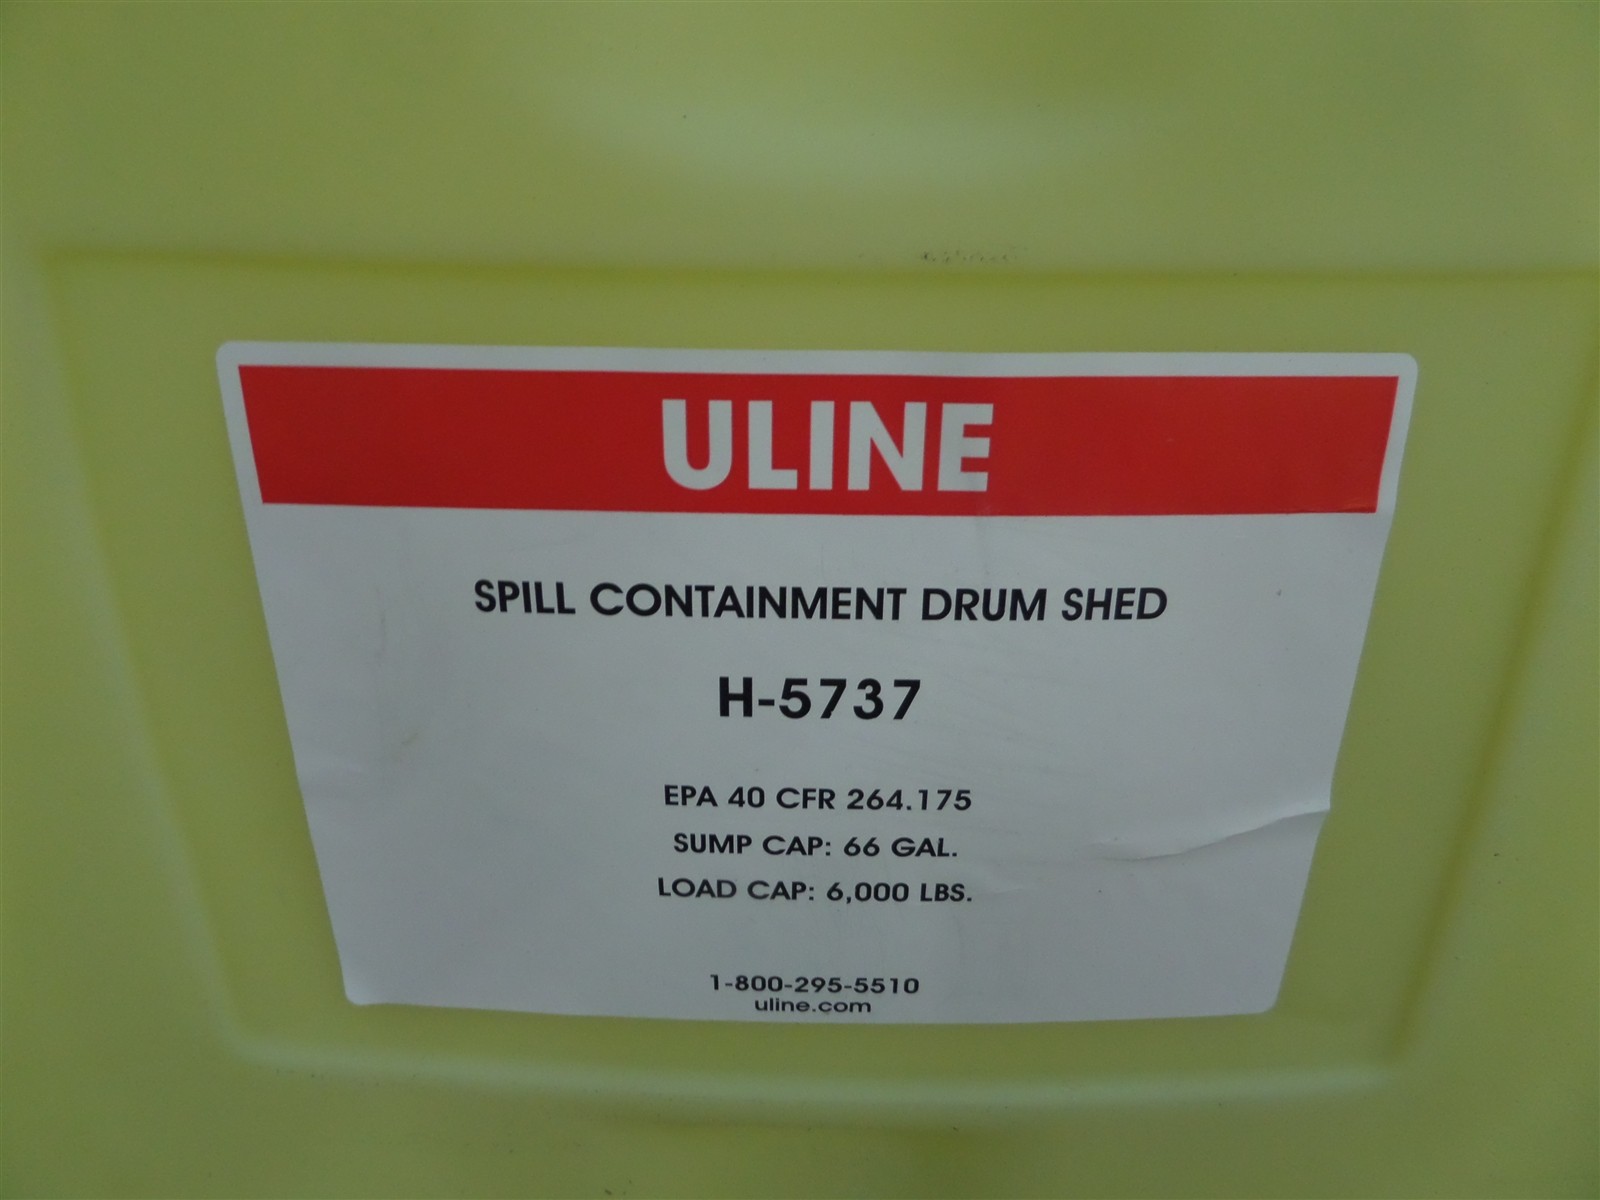 ULINE
SPILL CONTAINMENT DRUM SHED
H-5737
EPA 40 CFR 264.175
SUMP CAP: 66 GAL.
LOAD CAP: 6,000 LBS.
1-800-295-5510
uline.com